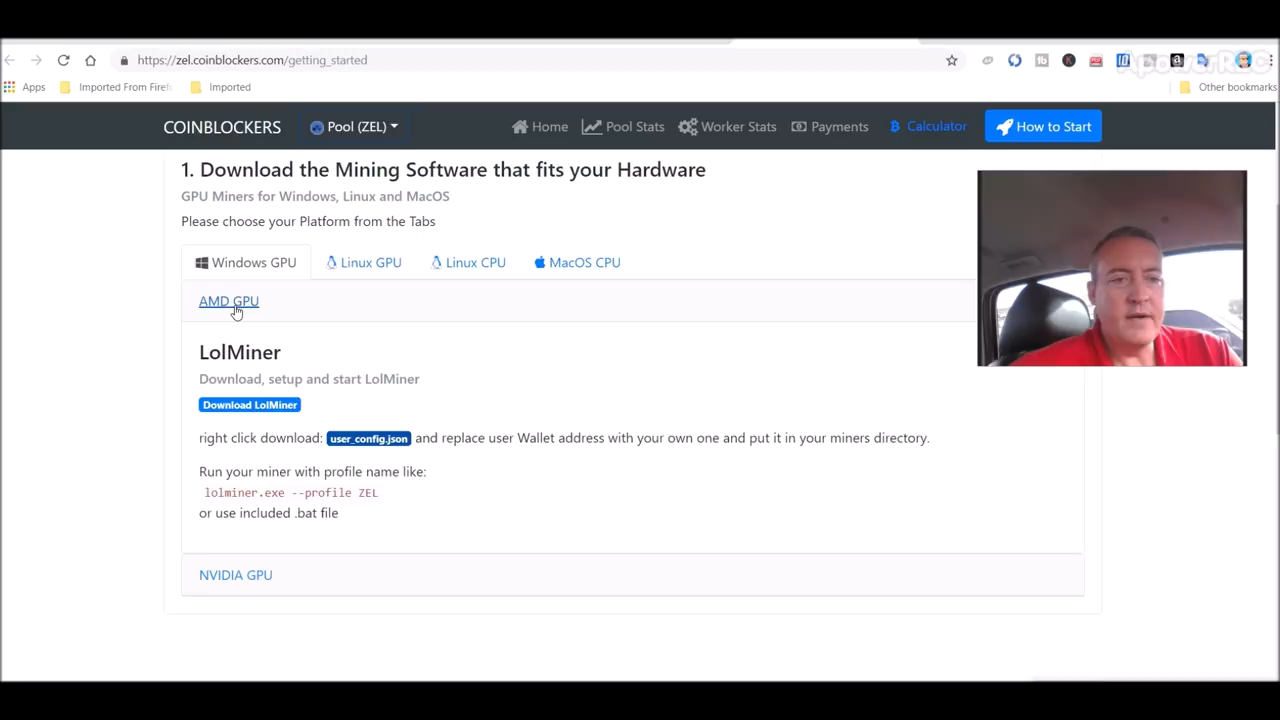 ApowerREC
https://zel.coinblockers.com/getting_started
Apps
Imported From Firef
Imported
Other bookmarks
COINBLOCKERS
Pool (ZEL)
Home
Pool Stats
Worker Stats
Payments
Calculator
How to Start
1. Download the Mining Software that fits your Hardware
GPU Miners for Windows, Linux and MacOS
Please choose your Platform from the Tabs
Windows GPU
Linux GPU
Linux CPU
MacOS CPU
AMD GPU
LolMiner
Download, setup and start LolMiner
Download LolMiner
right click download: user_config.json and replace user Wallet address with your own one and put it in your miners directory.
Run your miner with profile name like:
lolminer.exe --profile ZEL
or use included .bat file
NVIDIA GPU